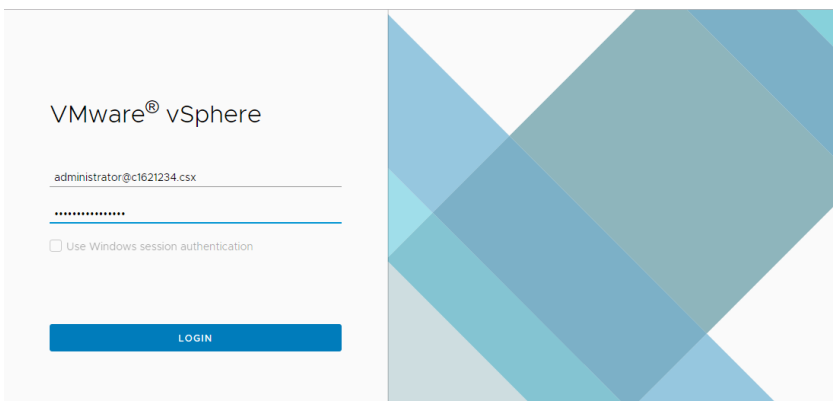 VMware® vSphere
administrator@c1621234.csx
••••••••••••••••
Use Windows session authentication
LOGIN